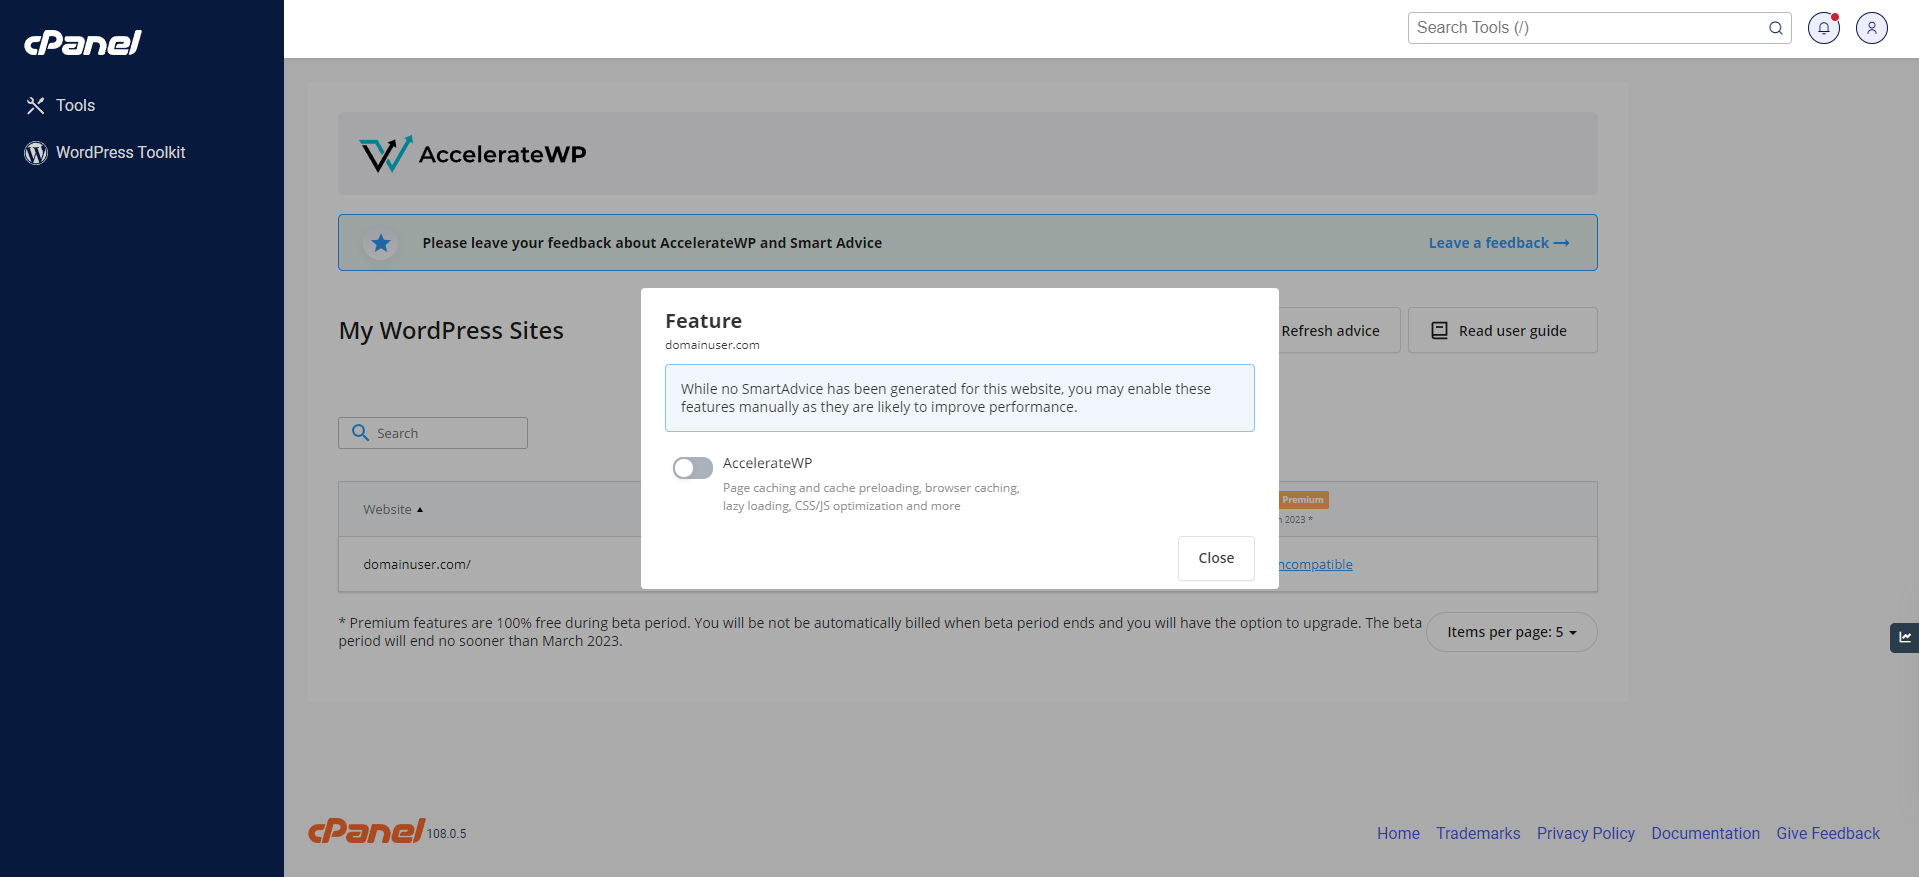 cPanel
Search Tools (/)
Tools
WordPress Toolkit
AccelerateWP
Please leave your feedback about AccelerateWP and Smart Advice
Leave a feedback →
My WordPress Sites
Refresh advice
Read user guide
Feature
domainuser.com
While no SmartAdvice has been generated for this website, you may enable these
features manually as they are likely to improve performance.
Search
AccelerateWP
Page caching and cache preloading, browser caching,
lazy loading, CSS/JS optimization and more
Website
Premium
2023 *
Close
domainuser.com/
ncompatible
* Premium features are 100% free during beta period. You will be not be automatically billed when beta period ends and you will have the option to upgrade. The beta
period will end no sooner than March 2023.
Items per page: 5
cPanel 108.0.5
Home Trademarks Privacy Policy Documentation Give Feedback